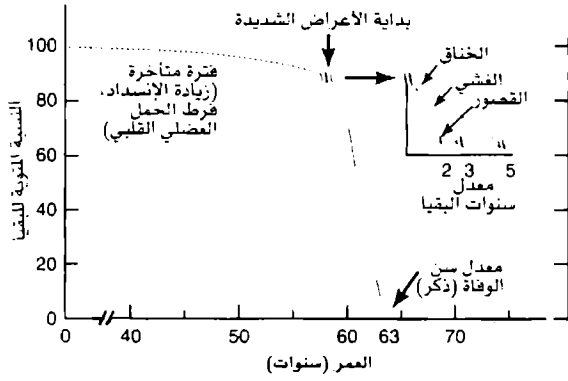 بداية الأعراض الشديدة
100
80
60
40
20
0
النسبة المئوية للبقيا
فترة متأخرة
(زيادة الإنسداد،
فرط الحمل
العضلي القلبي)
الخناق
الغشي
القصور
2 3 5
معدل
سنوات البقيا
معدل سن
الوفاة (ذكر)
0 40 50 60 63 70
العمر (سنوات)